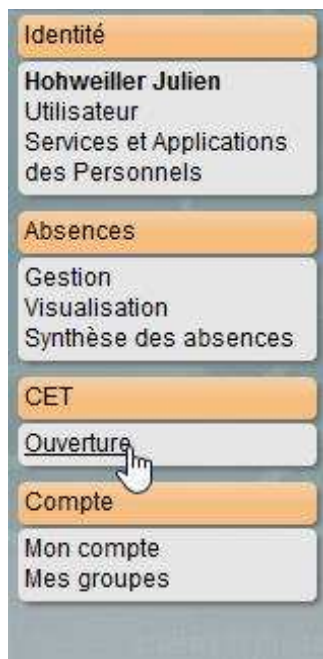 Identité
Hohweiller Julien
Utilisateur
Services et Applications
des Personnels
Absences
Gestion
Visualisation
Synthèse des absences
CET
Ouverture
Compte
Mon compte
Mes groupes